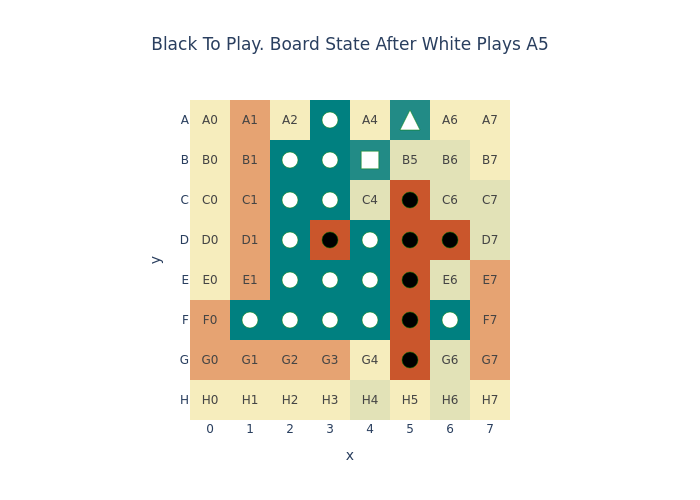 Black To Play. Board State After White Plays A5
A A0 A1 A2 A4 A6 A7
B B0 B1 B5 B6 B7
C C0 C1 C4 C6 C7
D D0 D1 D7
E E0 E1 E6 E7
F F0 F7
G G0 G1 G2 G3 G4 G6 G7
H H0 H1 H2 H3 H4 H5 H6 H7
0 1 2 3 4 5 6 7
x
y